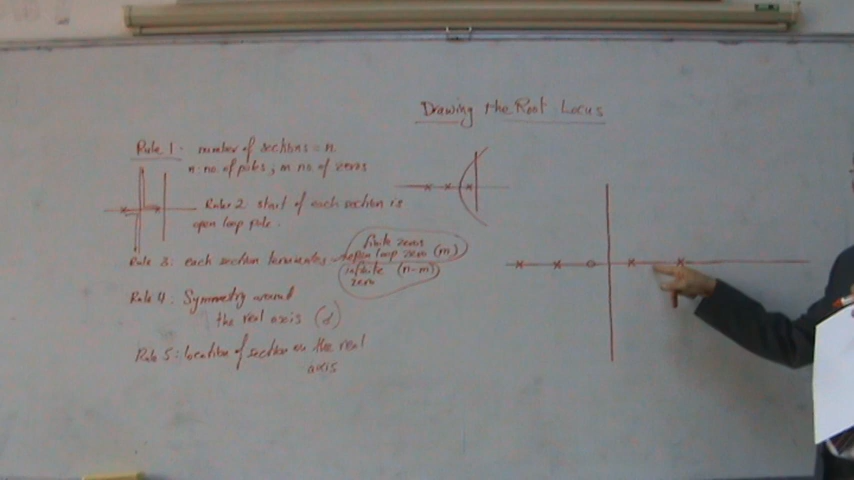 Drawing the Root Locus
Rule 1: number of sections = n
n: no. of poles, m no. of zeros
Rule 2: start of each section is
open loop pole.
Rule 3: each section terminates
finite zeros
open loop zero (m)
infinite (n-m)
zero
Rule 4: Symmetry around
the real axis (σ)
Rule 5: location of section on the real
axis